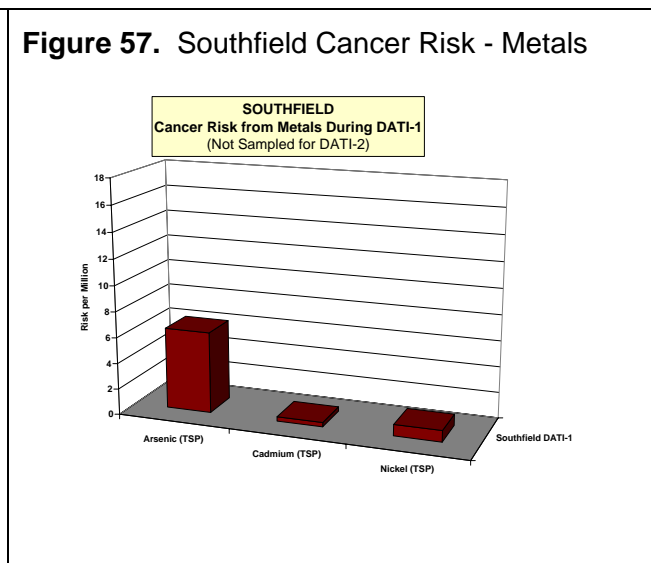 Figure 57. Southfield Cancer Risk - Metals
SOUTHFIELD
Cancer Risk from Metals During DATI-1
(Not Sampled for DATI-2)
18
16
14
12
10
8
6
4
2
0
Risk per Million
Arsenic (TSP)
Cadmium (TSP)
Nickel (TSP)
Southfield DATI-1